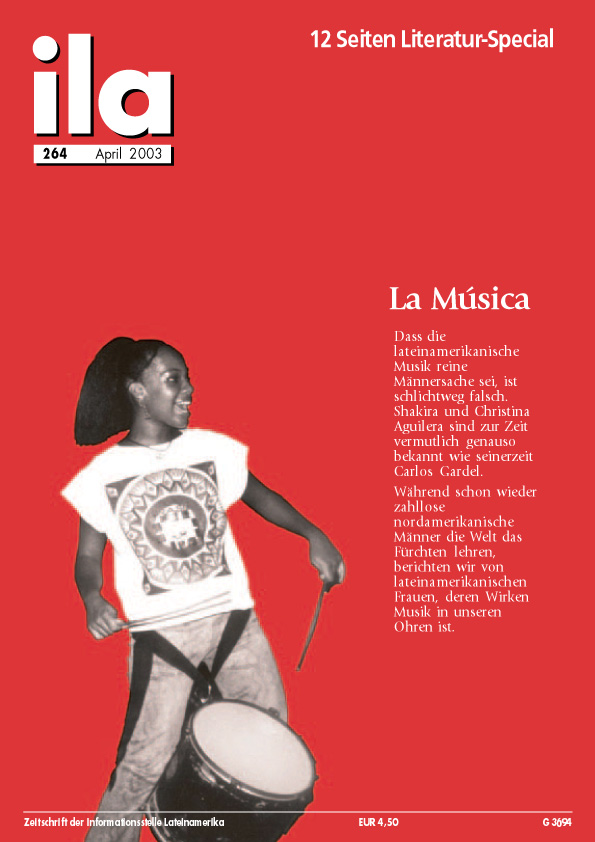 12 Seiten Literatur-Special
ila
264 April 2003
La Música
Dass die
lateinamerikanische
Musik reine
Männersache sei, ist
schlichtweg falsch.
Shakira und Christina
Aguilera sind zur Zeit
vermutlich genauso
bekannt wie seinerzeit
Carlos Gardel.
Während schon wieder
zahllose
nordamerikanische
Männer die Welt das
Fürchten lehren,
berichten wir von
lateinamerikanischen
Frauen, deren Wirken
Musik in unseren
Ohren ist.
Zeitschrift der Informationsstelle Lateinamerika EUR 4,50 G 3694